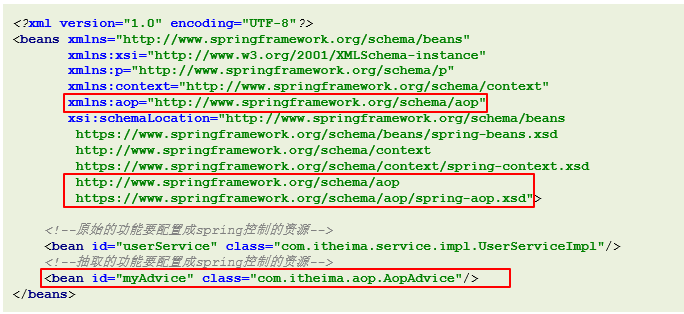 <?xml version="1.0" encoding="UTF-8"?>
<beans xmlns="http://www.springframework.org/schema/beans"
xmlns:xsi="http://www.w3.org/2001/XMLSchema-instance"
xmlns:p="http://www.springframework.org/schema/p"
xmlns:context="http://www.springframework.org/schema/context"
xmlns:aop="http://www.springframework.org/schema/aop"
xsi:schemaLocation="http://www.springframework.org/schema/beans
https://www.springframework.org/schema/beans/spring-beans.xsd
http://www.springframework.org/schema/context
https://www.springframework.org/schema/context/spring-context.xsd
http://www.springframework.org/schema/aop
https://www.springframework.org/schema/aop/spring-aop.xsd">
<!--原始的功能要配置成spring控制的资源-->
<bean id="userService" class="com.itheima.service.impl.UserServiceImpl"/>
<!--抽取的功能要配置成spring控制的资源-->
<bean id="myAdvice" class="com.itheima.aop.AopAdvice"/>
</beans>